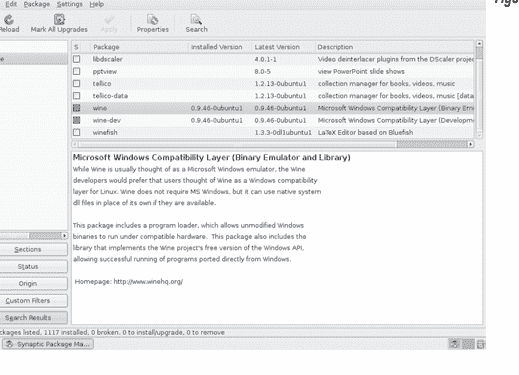 Figu
Edit Package Settings Help
Reload Mark All Upgrades Apply Properties Search
S Package Installed Version Latest Version Description
libdscaler 4.0.1-1 Video deinterlacer plugins from the DScaler projec
pptview 8.0-5 view PowerPoint slide shows
tellico 1.2.13-0ubuntu1 collection manager for books, videos, music
tellico-data 1.2.13-0ubuntu1 collection manager for books, videos, music [data
wine 0.9.46-0ubuntu1 0.9.46-0ubuntu1 Microsoft Windows Compatibility Layer (Binary Em
wine-dev 0.9.46-0ubuntu1 0.9.46-0ubuntu1 Microsoft Windows Compatibility Layer (Developm
winefish 1.3.3-0dl1ubuntu1 LaTeX Editor based on Bluefish
Microsoft Windows Compatibility Layer (Binary Emulator and Library)
While Wine is usually thought of as a Microsoft Windows emulator, the Wine
developers would prefer that users thought of Wine as a Windows compatibility
layer for Linux. Wine does not require MS Windows, but it can use native system
dll files in place of its own if they are available.
This package includes a program loader, which allows unmodified Windows
binaries to run under compatible hardware. This package also includes the
library that implements the Wine project's free version of the Windows API,
allowing successful running of programs ported directly from Windows.
Homepage: http://www.winehq.org/
Sections
Status
Origin
Custom Filters
Search Results
ckages listed, 1117 installed, 0 broken. 0 to install/upgrade, 0 to remove
Synaptic Package Ma...